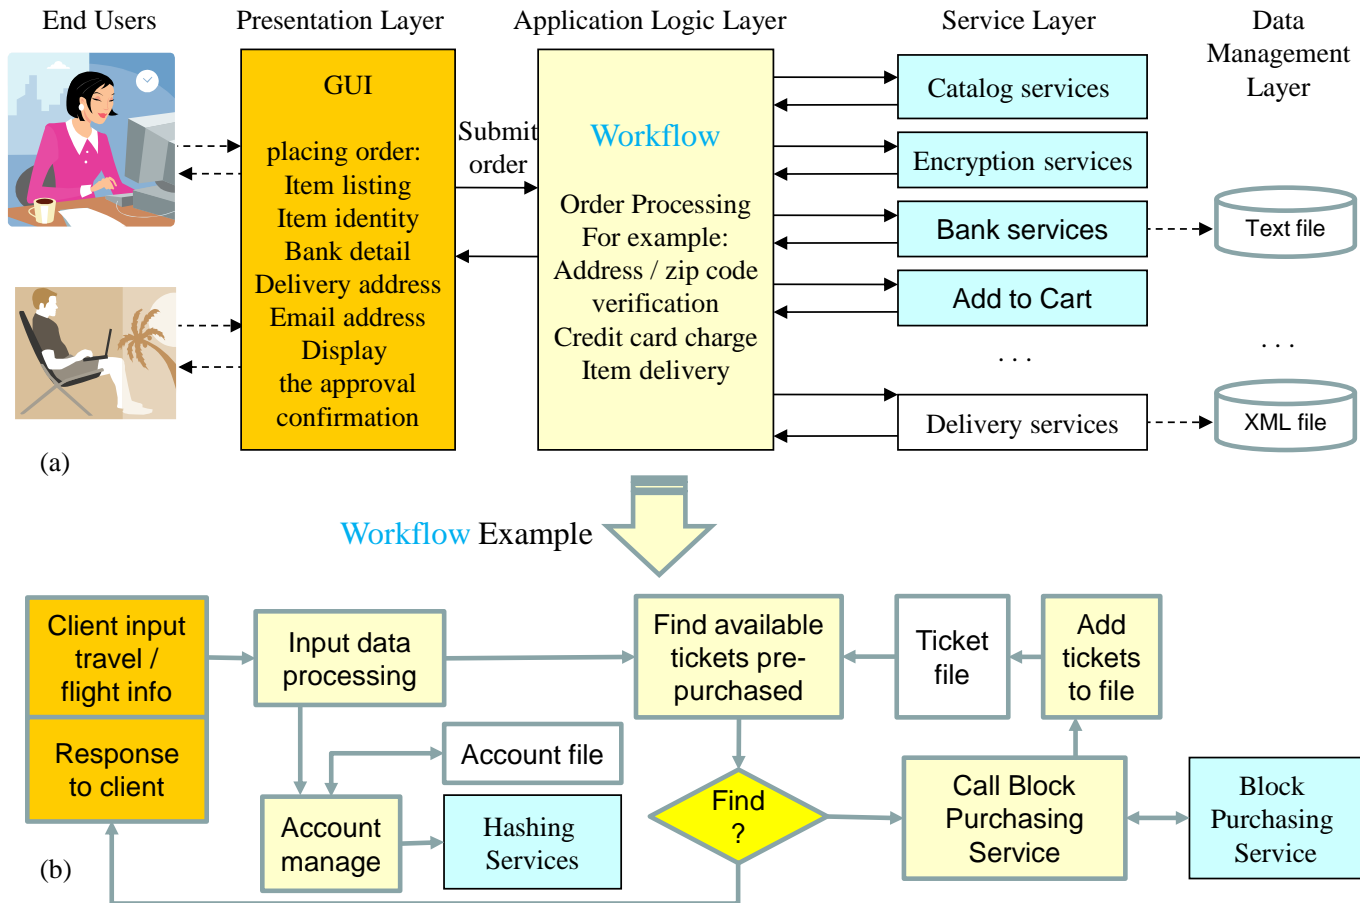 End Users
Presentation Layer
Application Logic Layer
Service Layer
Data
Management
Layer
GUI
placing order:
Item listing
Item identity
Bank detail
Delivery address
Email address
Display
the approval
confirmation
Submit
order
Workflow
Order Processing
For example:
Address / zip code
verification
Credit card charge
Item delivery
Catalog services
Encryption services
Bank services
Add to Cart
. . .
Delivery services
Text file
. . .
XML file
(a)
Workflow Example
Client input
travel /
flight info
Response
to client
Input data
processing
Account file
Account
manage
Hashing
Services
Find available
tickets pre-
purchased
Find
?
Ticket
file
Add
tickets
to file
Call Block
Purchasing
Service
Block
Purchasing
Service
(b)